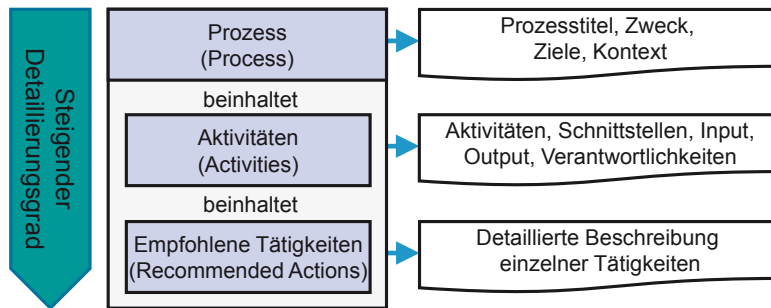 Steigender
Detaillierungsgrad
Prozess
(Process)
Prozesstitel, Zweck,
Ziele, Kontext
beinhaltet
Aktivitäten
(Activities)
Aktivitäten, Schnittstellen, Input,
Output, Verantwortlichkeiten
beinhaltet
Empfohlene Tätigkeiten
(Recommended Actions)
Detaillierte Beschreibung
einzelner Tätigkeiten